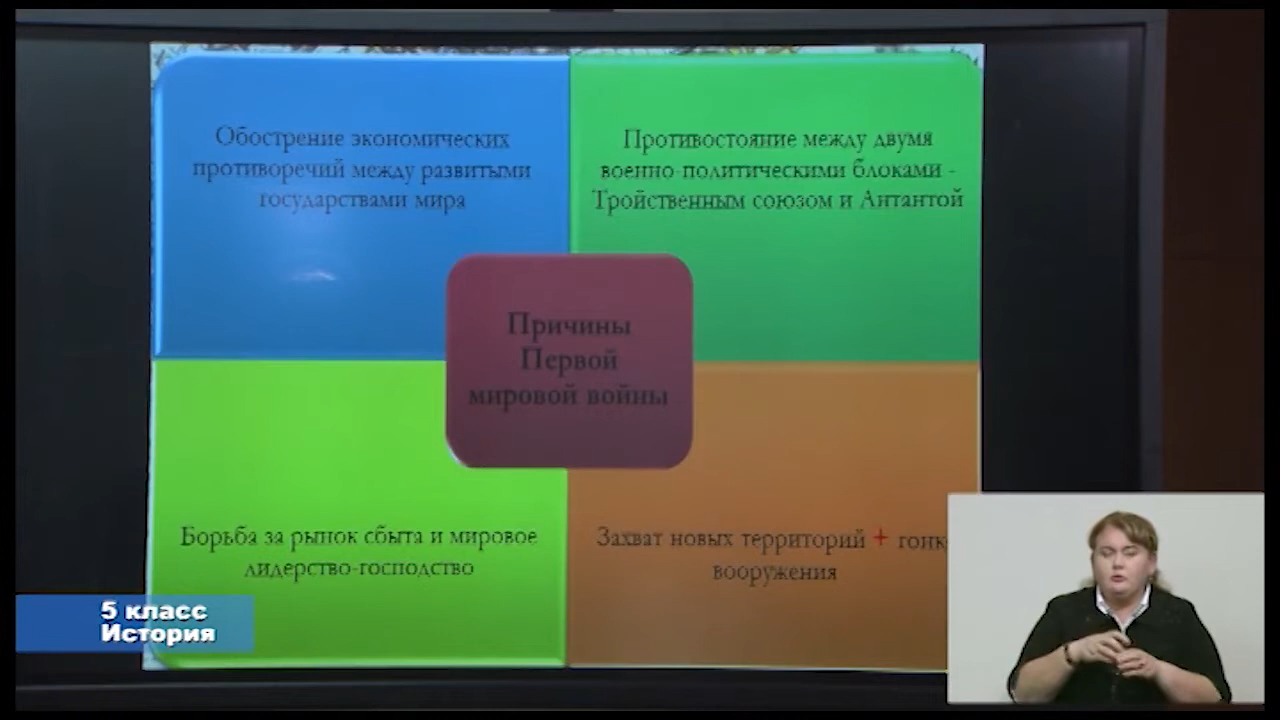 Обострение экономических
противоречий между развитыми
государствами мира
Противостояние между двумя
военно-политическими блоками -
Тройственным союзом и Антантой
Причины
Первой
мировой войны
Борьба за рынок сбыта и мировое
лидерство-господство
Захват новых территорий + гонк
вооружения
5 класс
История